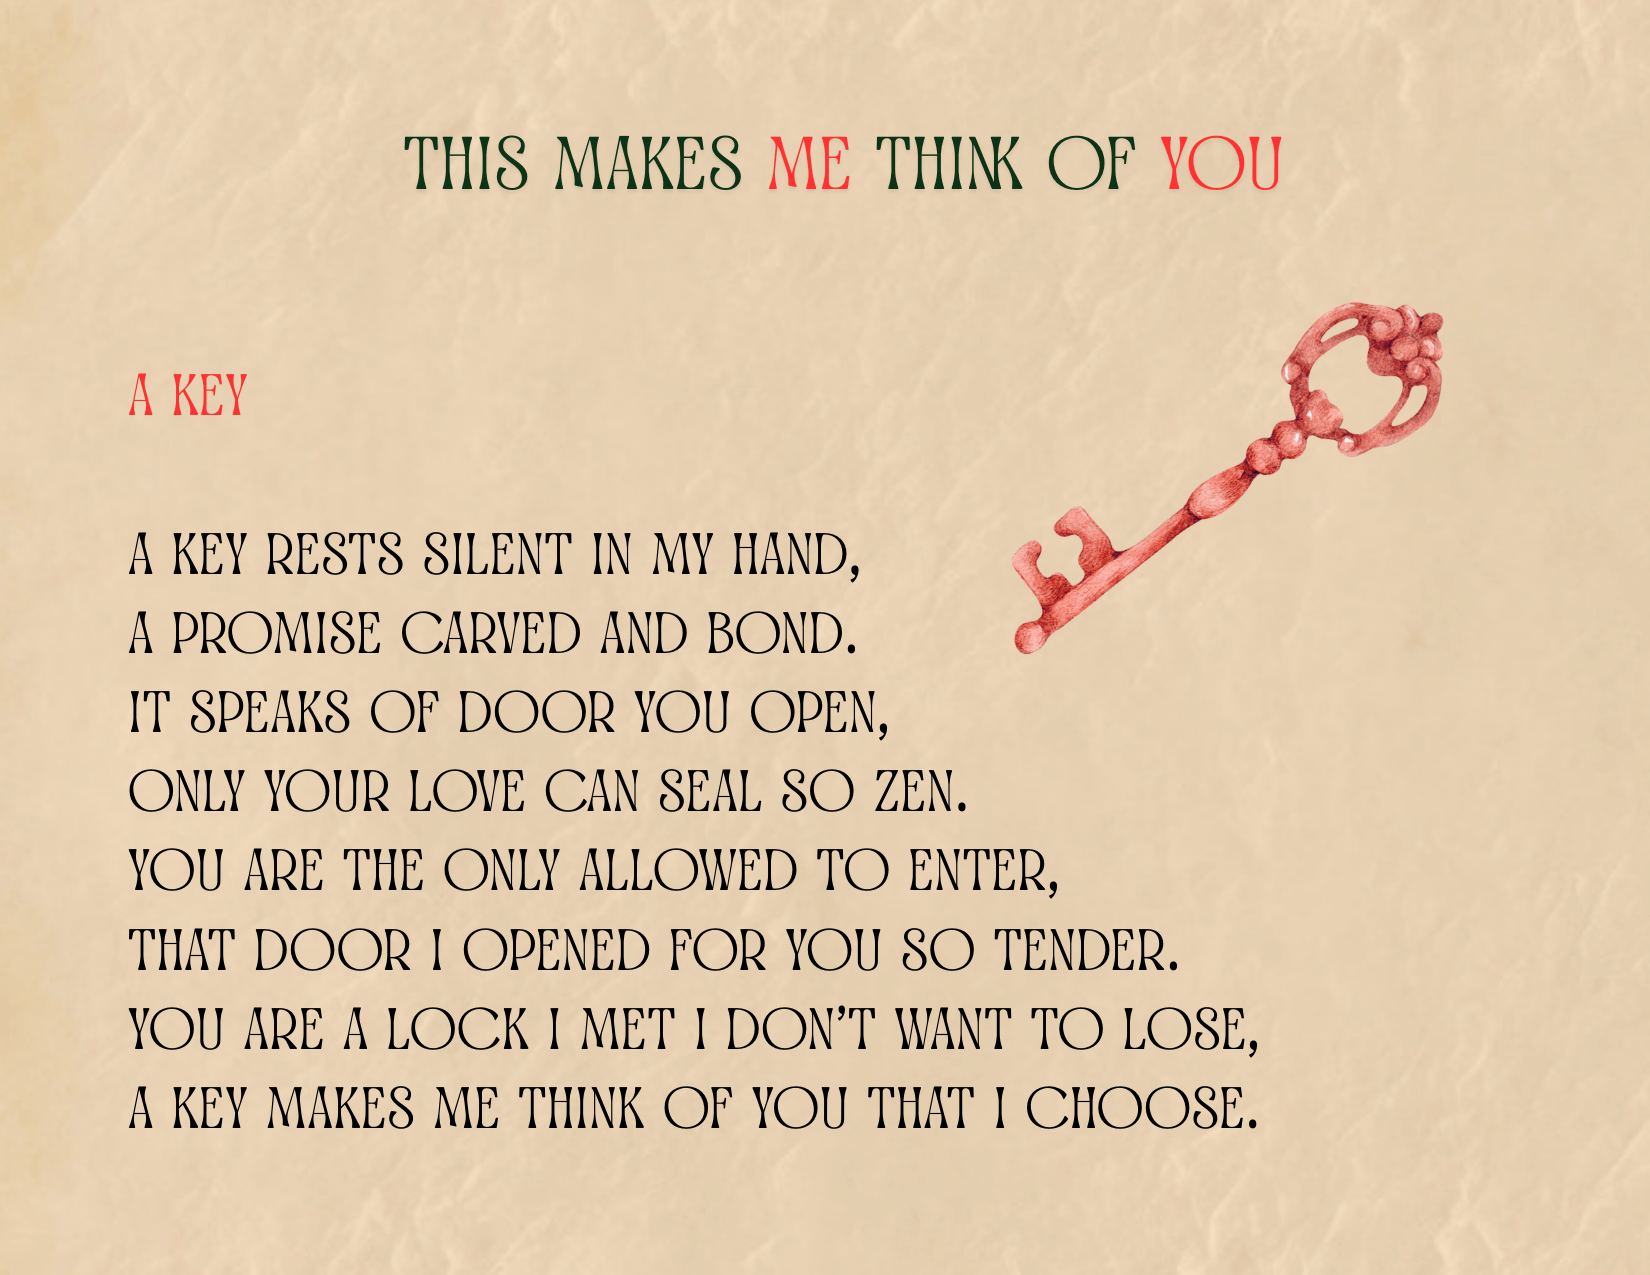 THIS MAKES ME THINK OF YOU
A KEY
A KEY RESTS SILENT IN MY HAND,
A PROMISE CARVED AND BOND.
IT SPEAKS OF DOOR YOU OPEN,
ONLY YOUR LOVE CAN SEAL SO ZEN.
YOU ARE THE ONLY ALLOWED TO ENTER,
THAT DOOR I OPENED FOR YOU SO TENDER.
YOU ARE A LOCK I MET I DON'T WANT TO LOSE,
A KEY MAKES ME THINK OF YOU THAT I CHOOSE.